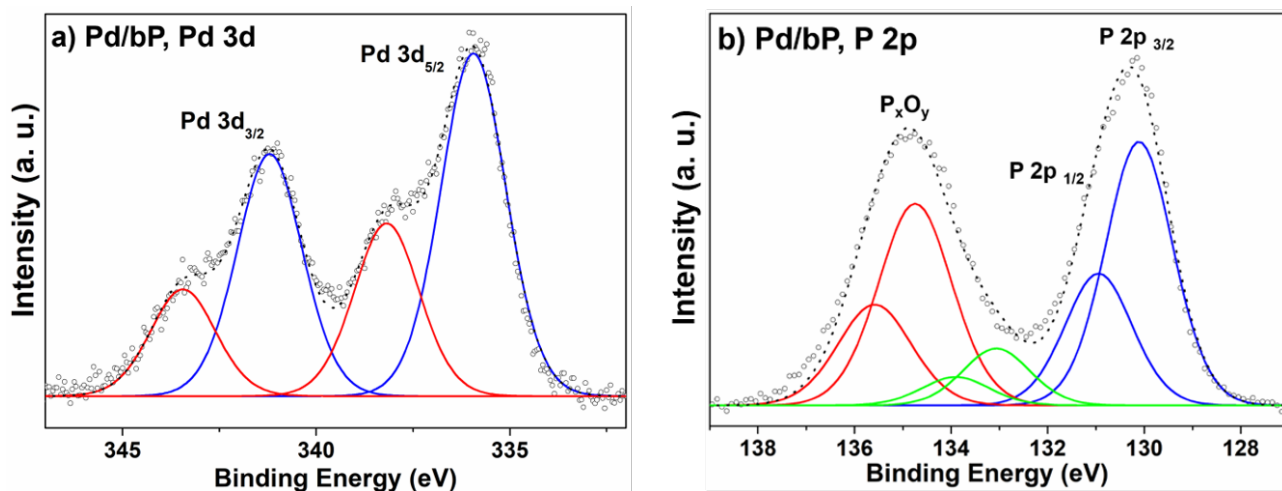 a) Pd/bP, Pd 3d
Pd 3d5/2
Pd 3d3/2
Intensity (a. u.)
345
340
335
Binding Energy (eV)
b) Pd/bP, P 2p
P 2p 3/2
PxOy
P 2p 1/2
Intensity (a. u.)
138
136
134
132
130
128
Binding Energy (eV)